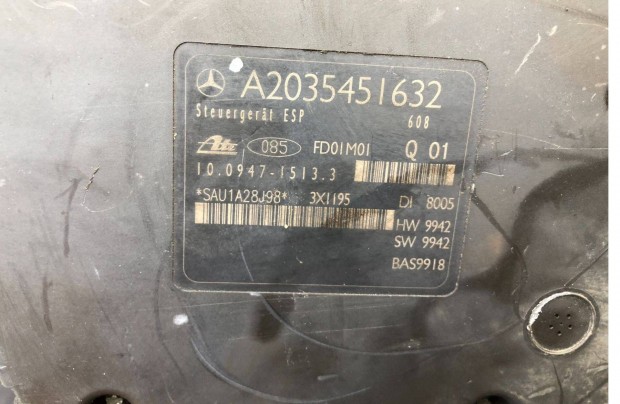 A2035451632
Steuergerät ESP 608
Ate 085 FD01M01 Q 01
10.0947-1513.3
*SAU1A28J98* 3X1195 DI 8005
HW 9942
SW 9942
BAS9918